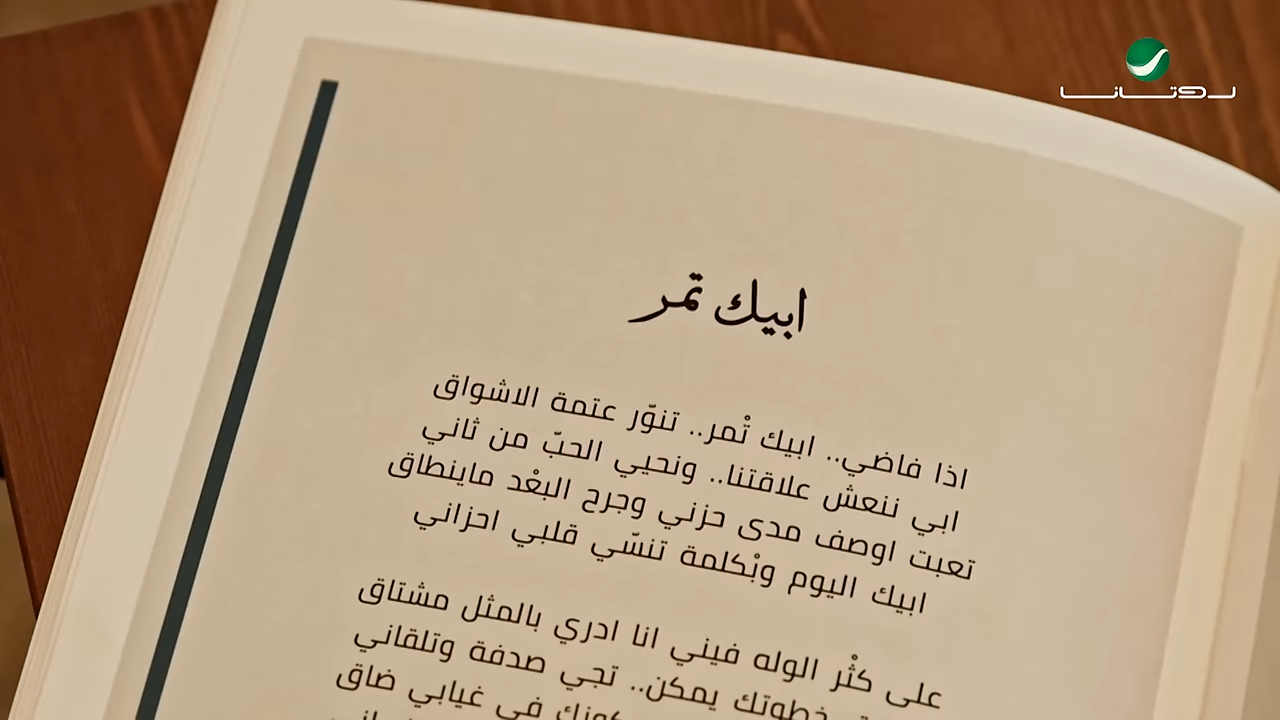 روتانا
ابيك تمر
اذا فاضي.. ابيك تْمر.. تنوّر عتمة الاشواق
ابي ننعش علاقتنا.. ونحيي الحبّ من ثاني
تعبت اوصف مدى حزني وجرح البعْد ماينطاق
ابيك اليوم وبْكلمة تنسّي قلبي احزاني
على كثْر الوله فيني انا ادري بالمثل مشتاق
خطوتك يمكن.. تجي صدفة وتلقاني
في غيابي ضاق